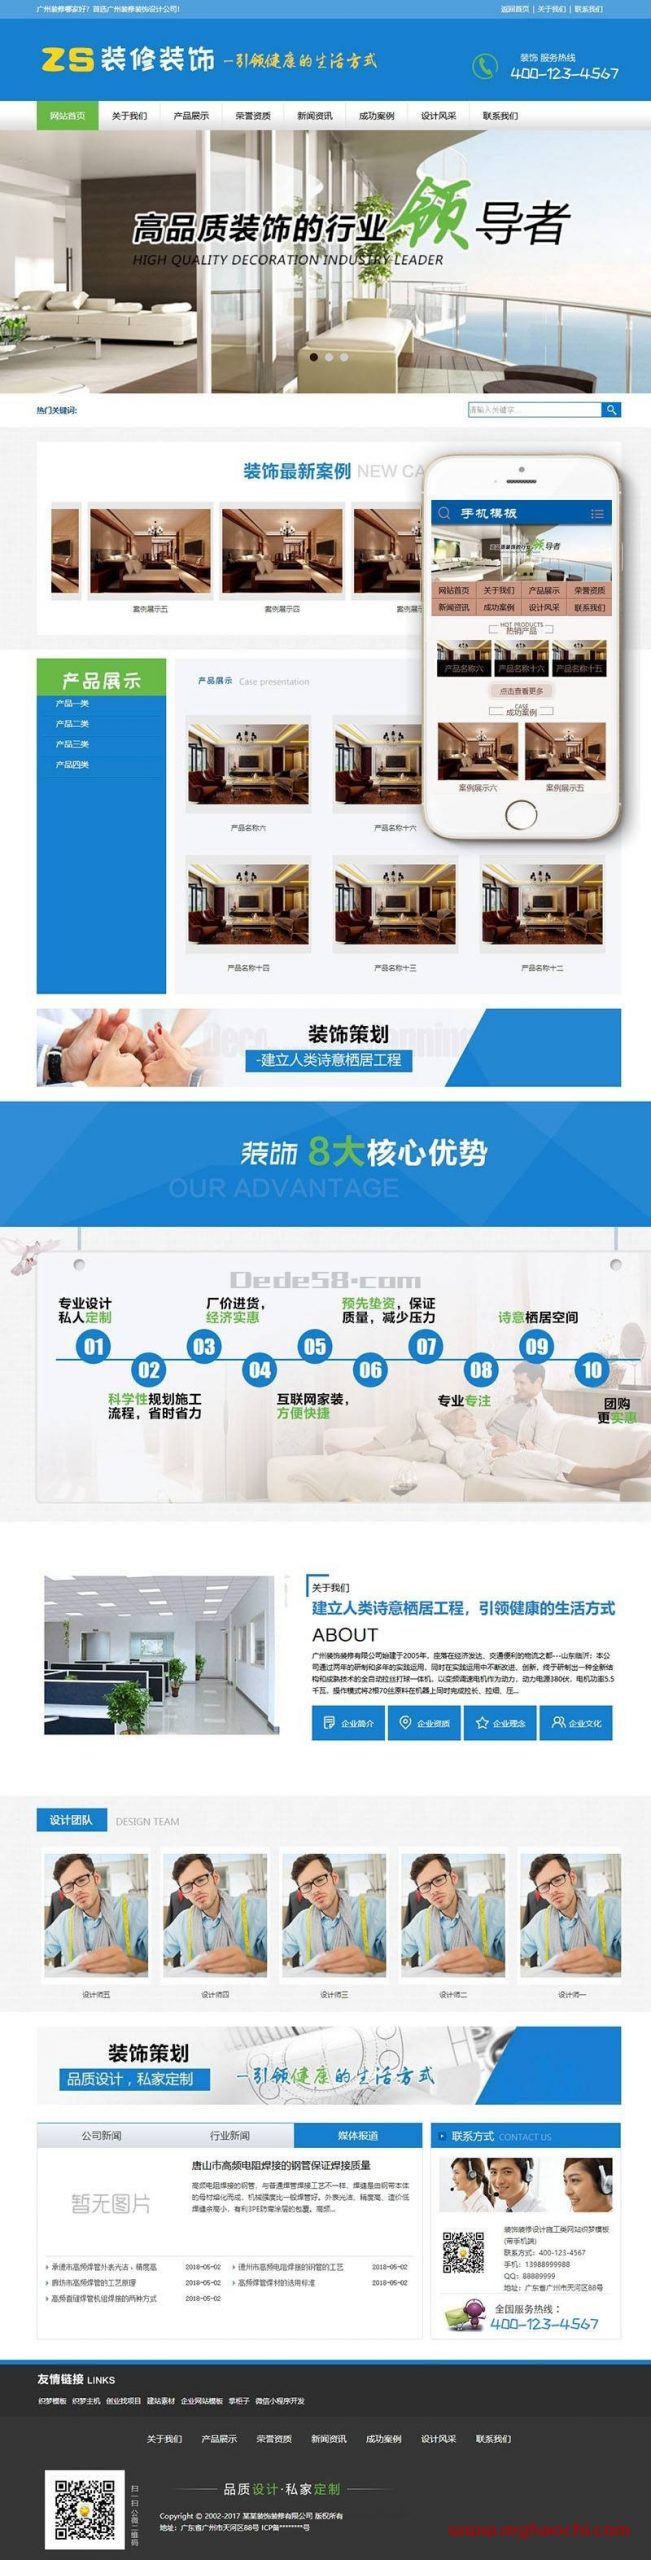 广州装修哪家好？首选广州装修装饰设计公司!
返回首页 | 关于我们 | 联系我们
ZS 装修装饰 —引领健康的生活方式
装饰 服务热线
400-123-4567
网站首页 关于我们 产品展示 荣誉资质 新闻资讯 成功案例 设计风采 联系我们
高品质装饰的行业领导者
HIGH QUALITY DECORATION INDUSTRY LEADER
热门关键词:
请输入关键字...
装饰最新案例 NEW CA
案例展示五 案例展示四 案例展示
手机模板
高品质装饰的行业领导者
网站首页 关于我们 产品展示 荣誉资质
新闻资讯 成功案例 设计风采 联系我们
HOT PRODUCTS
热销产品
产品名称六 产品名称十六 产品名称十五
点击查看更多
CASE
成功案例
案例展示六 案例展示五
产品展示
产品一类
产品二类
产品三类
产品四类
产品展示 Case presentation
产品名称六 产品名称十六
产品名称十四 产品名称十三 产品名称十二
装饰策划
-建立人类诗意栖居工程
装饰 8大核心优势
OUR ADVANTAGE
Dede58.com
专业设计
私人定制
厂价进货，
经济实惠
预先垫资，保证
质量，减少压力
诗意栖居空间
01 02 03 04 05 06 07 08 09 10
科学性规划施工
流程，省时省力
互联网家装，
方便快捷
专业专注
团购
更实惠
关于我们
建立人类诗意栖居工程，引领健康的生活方式
ABOUT
广州装饰装修有限公司始建于2005年，座落在经济发达、交通便利的物流之都---山东临沂：本公
司通过两年的研制和多年的实践运用，同时在实践运用中不断改进、创新，终于研制出一种全新结
构和成熟技术的全自动拉丝打球一体机，以变频调速电机作为动力，动力电源380伏，电机功率5.5
千瓦，操作模式将2根70丝原料在机器上同时完成拉长、拉细、压...
企业简介 企业资质 企业理念 企业文化
设计团队 DESIGN TEAM
设计师五 设计师四 设计师三 设计师二 设计师一
装饰策划
品质设计，私家定制
—引领健康的生活方式
公司新闻 行业新闻 媒体报道
暂无图片
唐山市高频电阻焊接的钢管保证焊接质量
高频电阻焊接的钢管，与普通焊管焊接工艺不一样，焊缝是由钢带本体
的母材熔化而成，机械强度比一般焊管好。外表光洁、精度高、造价低
焊缝余高小，有利3PE防腐涂层的包覆。高频...
承德市高频焊管外表光洁、精度高 2018-05-02
德州市高频电阻焊接的钢管的工艺 2018-05-02
廊坊市高频焊管的工艺原理 2018-05-02
高频焊管焊材的选用标准 2018-05-02
高频直缝焊管机组焊接的两种方式 2018-05-02
联系方式 CONTACT US
装饰装修设计施工类网站织梦模板
(带手机端)
联系方式：400-123-4567
手机：13988999988
QQ：88889999
地址：广东省广州市天河区88号
全国服务热线：
400-123-4567
友情链接 LINKS
织梦模板 织梦主机 创业找项目 建站素材 企业网站模板 掌柜子 微信小程序开发
关于我们 产品展示 荣誉资质 新闻资讯 成功案例 设计风采 联系我们
扫一扫公微二维码
品质设计·私家定制
Copyright © 2002-2017 某某装饰装修有限公司 版权所有
地址：广东省广州市天河区88号 ICP备********号